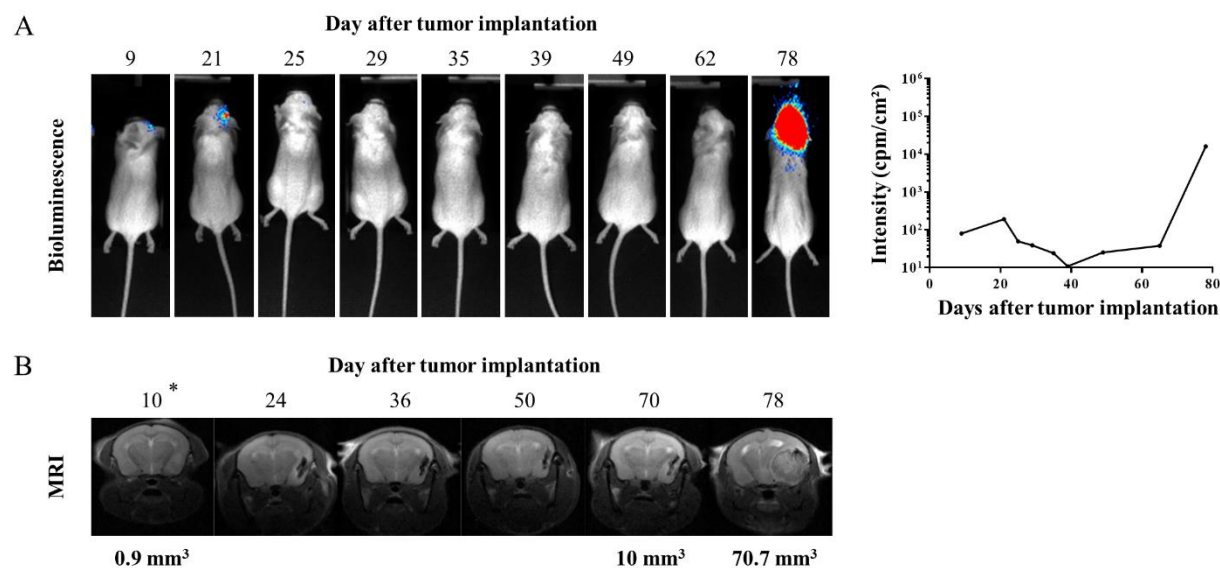 A
Day after tumor implantation
9 21 25 29 35 39 49 62 78
Bioluminescence
Intensity (cpm/cm²)
10⁶
10⁵
10⁴
10³
10²
10¹
0 20 40 60 80
Days after tumor implantation
B
Day after tumor implantation
10 * 24 36 50 70 78
MRI
0.9 mm³ 10 mm³ 70.7 mm³